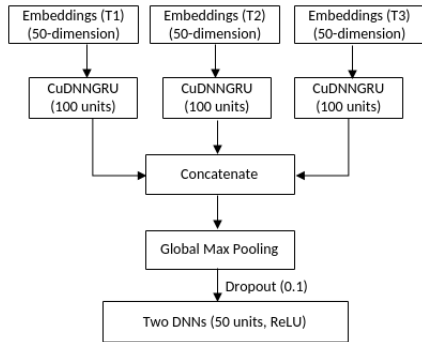 Embeddings (T1)
(50-dimension)
Embeddings (T2)
(50-dimension)
Embeddings (T3)
(50-dimension)
CuDNNGRU
(100 units)
CuDNNGRU
(100 units)
CuDNNGRU
(100 units)
Concatenate
Global Max Pooling
Dropout (0.1)
Two DNNs (50 units, ReLU)